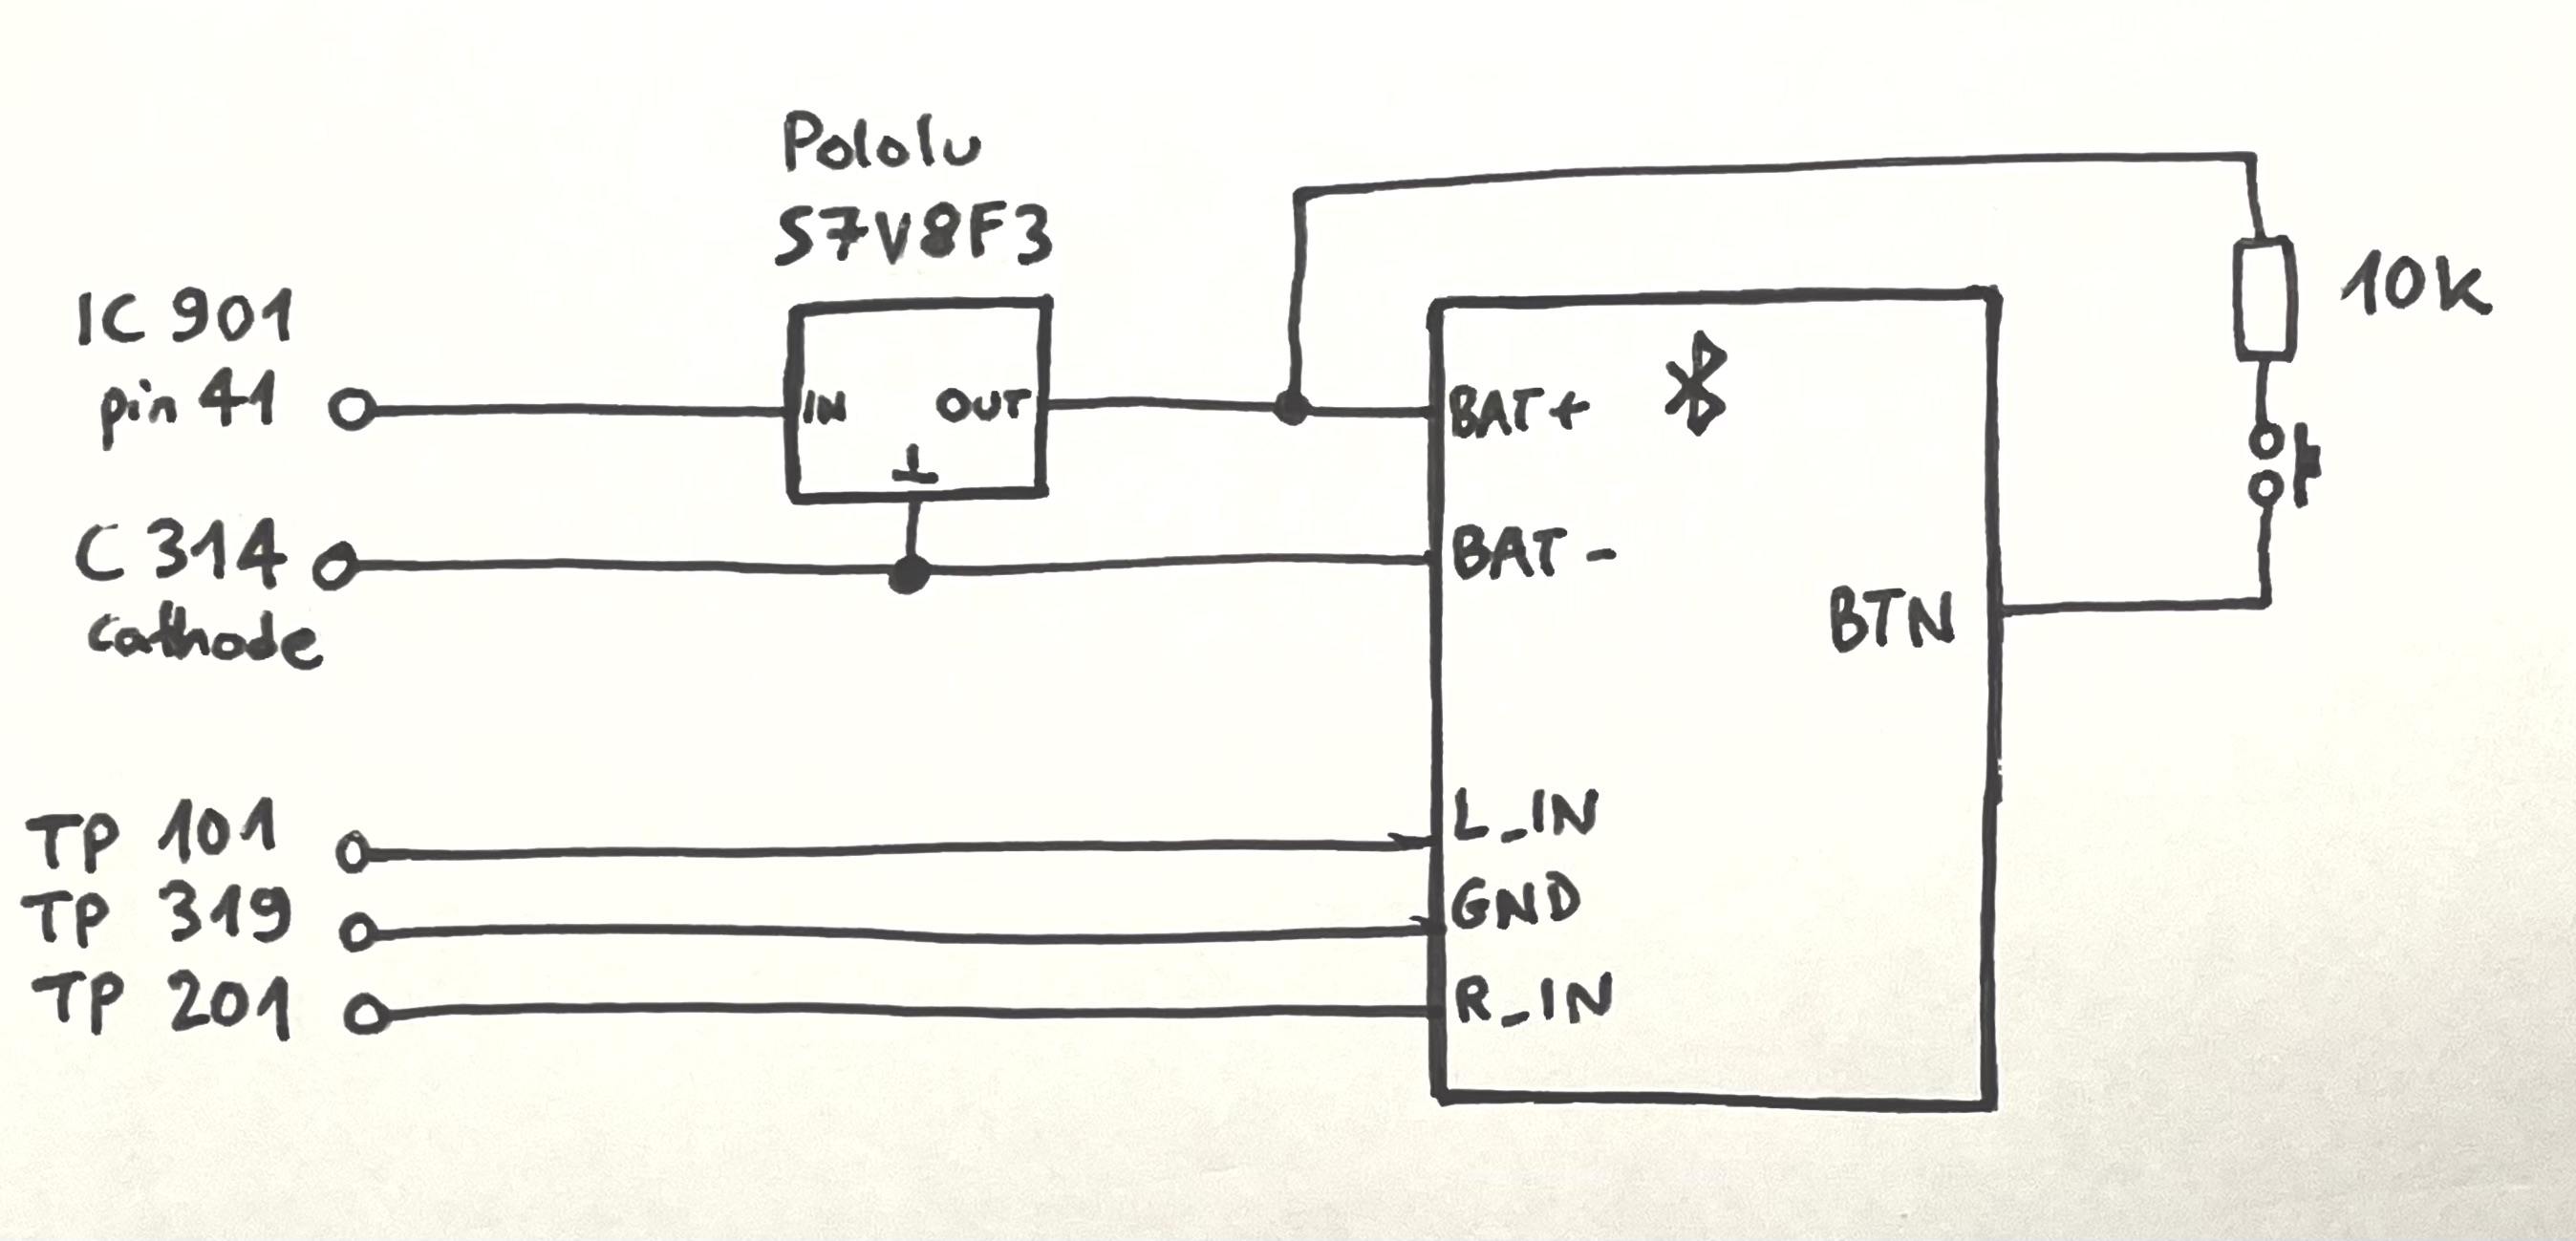 Pololu
S7V8F3
IC 901
pin 41
IN
OUT
C 314
cathode
10K
BAT+
BAT-
BTN
TP 101
L_IN
TP 319
GND
TP 201
R_IN